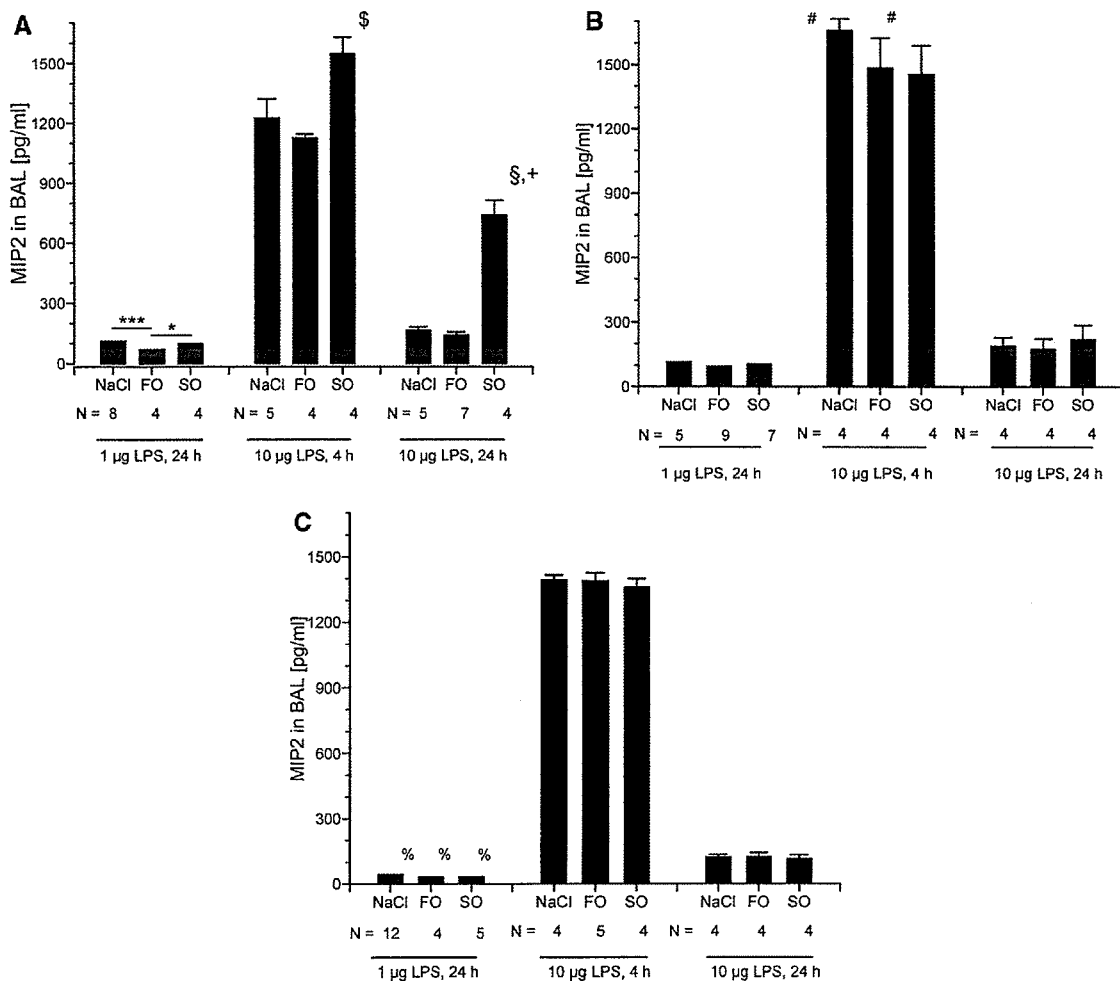 A
MIP2 in BAL [pg/ml]
1500
1200
900
600
300
0
$
§,+
*** *
NaCl FO SO NaCl FO SO NaCl FO SO
N = 8 4 4 N = 5 4 4 N = 5 7 4
1 µg LPS, 24 h 10 µg LPS, 4 h 10 µg LPS, 24 h
B
MIP2 in BAL [pg/ml]
1500
1200
900
600
300
0
# #
NaCl FO SO NaCl FO SO NaCl FO SO
N = 5 9 7 N = 4 4 4 N = 4 4 4
1 µg LPS, 24 h 10 µg LPS, 4 h 10 µg LPS, 24 h
C
MIP2 in BAL [pg/ml]
1500
1200
900
600
300
0
% % %
NaCl FO SO NaCl FO SO NaCl FO SO
N = 12 4 5 N = 4 5 4 N = 4 4 4
1 µg LPS, 24 h 10 µg LPS, 4 h 10 µg LPS, 24 h